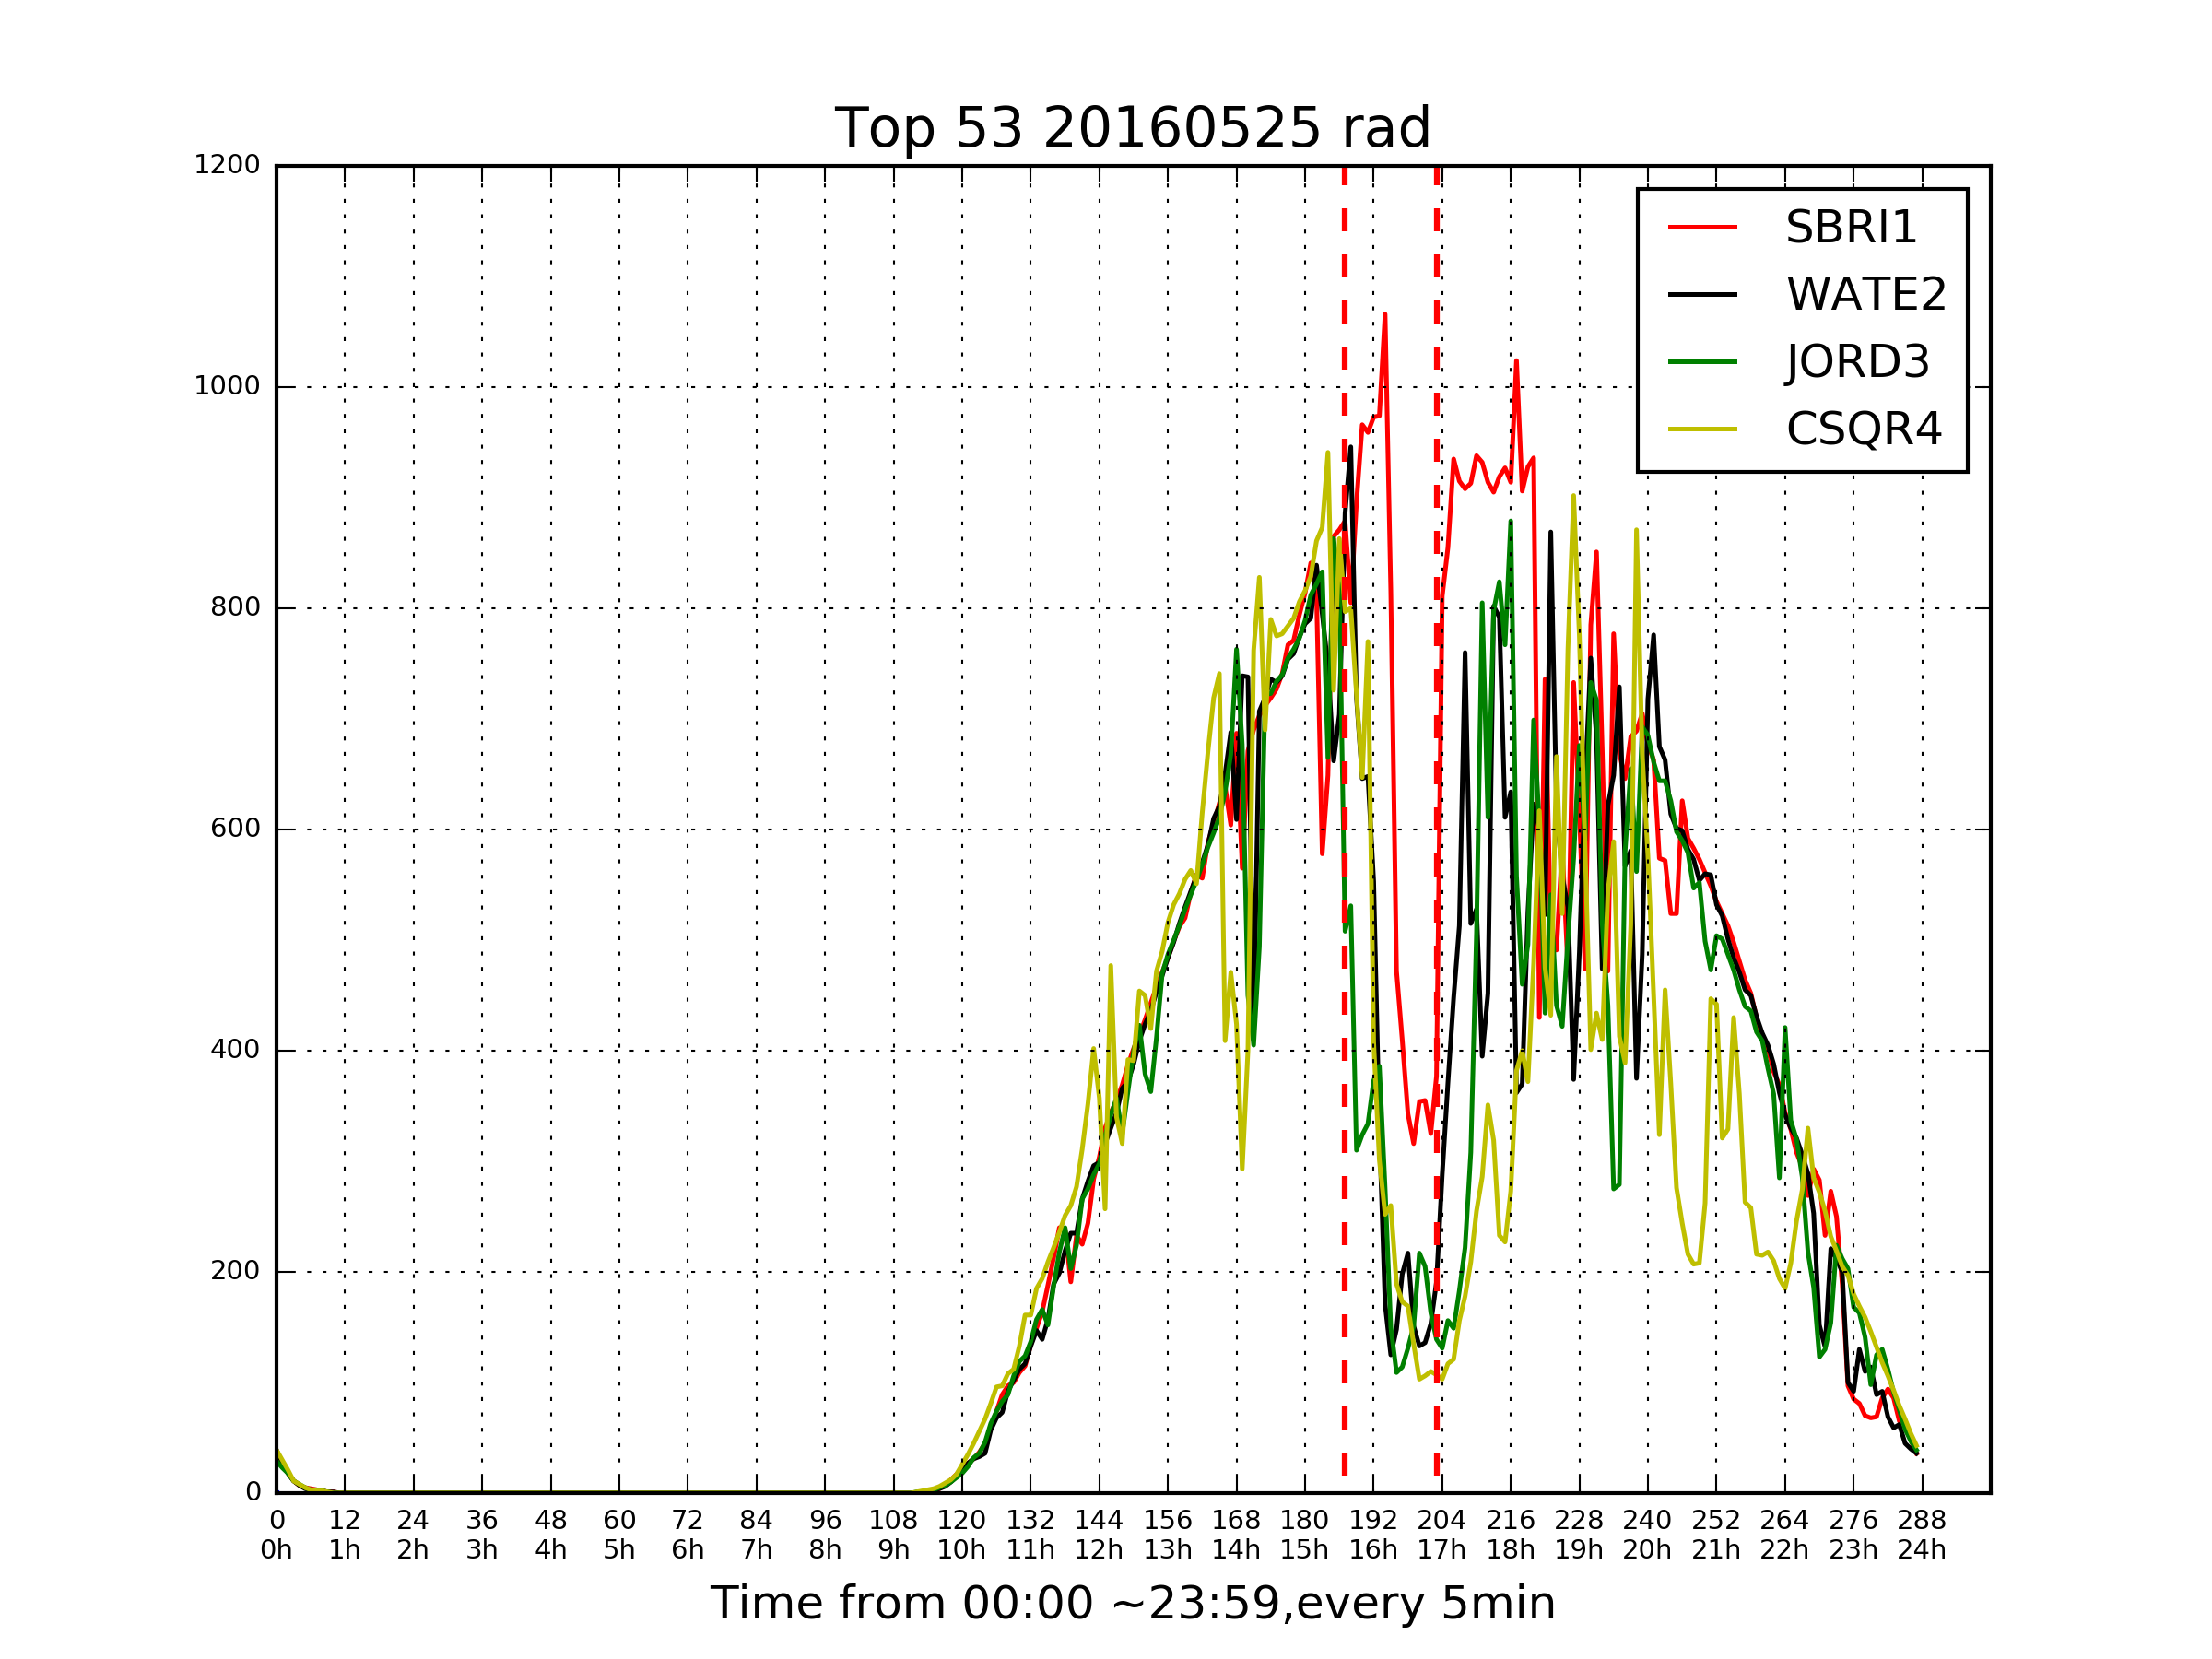 Top 53 20160525 rad
1200
1000
800
600
400
200
0
SBRI1
WATE2
JORD3
CSQR4
0 12 24 36 48 60 72 84 96 108 120 132 144 156 168 180 192 204 216 228 240 252 264 276 288
0h 1h 2h 3h 4h 5h 6h 7h 8h 9h 10h 11h 12h 13h 14h 15h 16h 17h 18h 19h 20h 21h 22h 23h 24h
Time from 00:00 ~23:59,every 5min